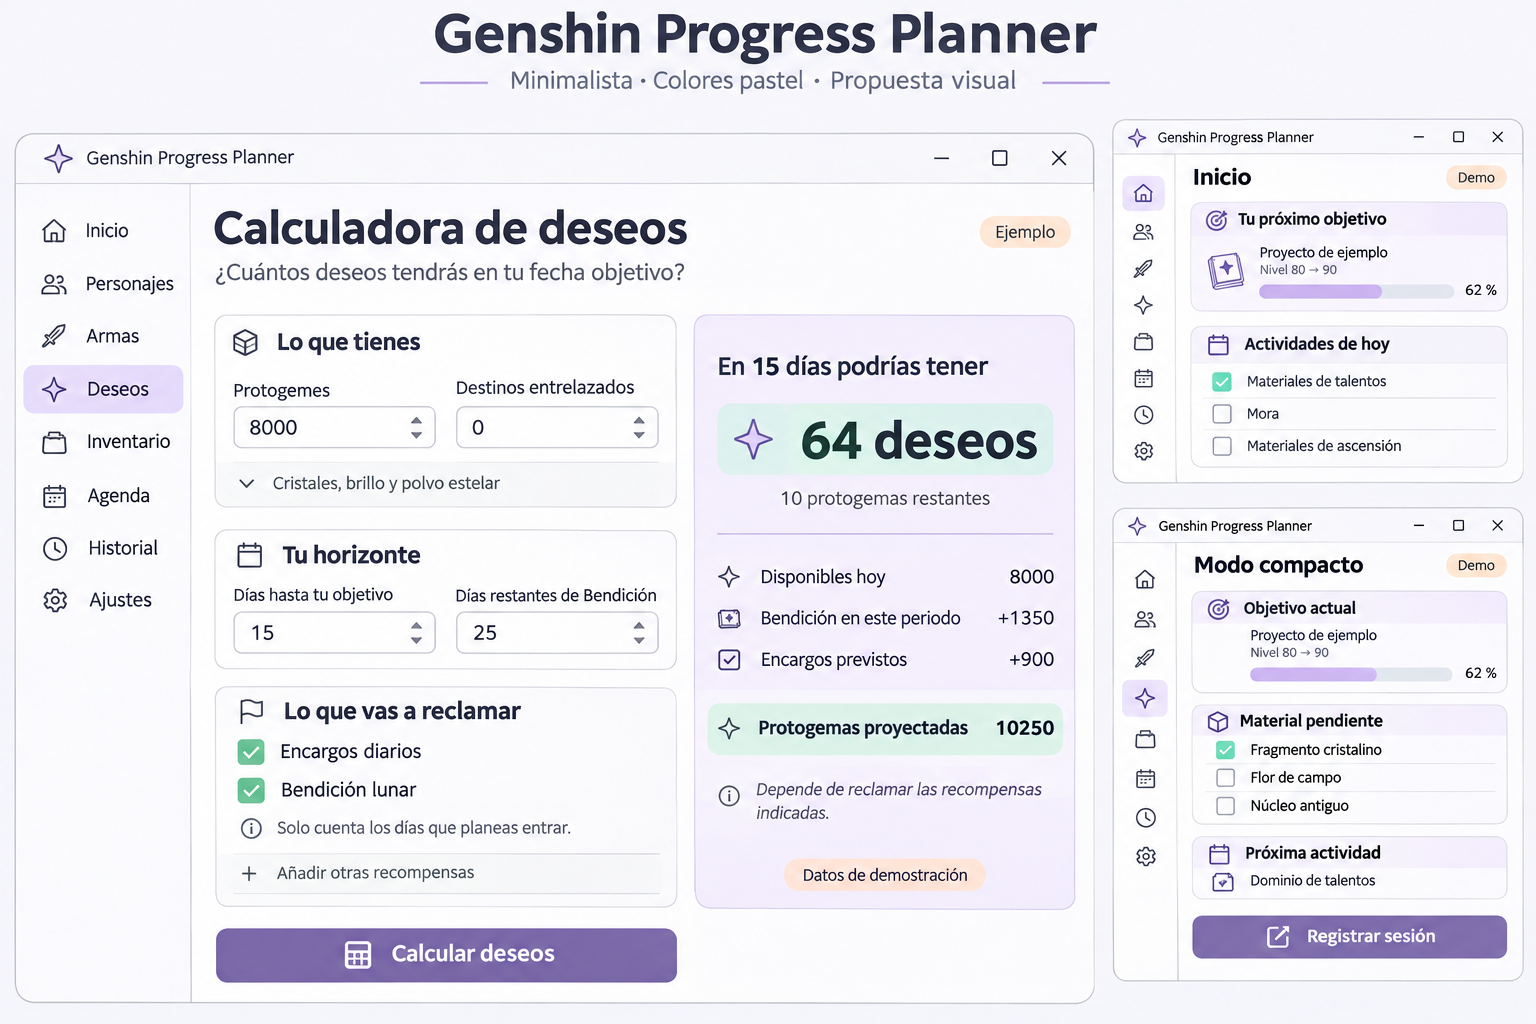 Genshin Progress Planner
Minimalista · Colores pastel · Propuesta visual
Genshin Progress Planner
Inicio
Personajes
Armas
Deseos
Inventario
Agenda
Historial
Ajustes
Calculadora de deseos
Ejemplo
¿Cuántos deseos tendrás en tu fecha objetivo?
Lo que tienes
Protogemes
Destinos entrelazados
8000
0
Cristales, brillo y polvo estelar
Tu horizonte
Días hasta tu objetivo
Días restantes de Bendición
15
25
Lo que vas a reclamar
Encargos diarios
Bendición lunar
Solo cuenta los días que planeas entrar.
Añadir otras recompensas
Calcular deseos
En 15 días podrías tener
64 deseos
10 protogemas restantes
Disponibles hoy 8000
Bendición en este periodo +1350
Encargos previstos +900
Protogemas proyectadas 10250
Depende de reclamar las recompensas
indicadas.
Datos de demostración
Genshin Progress Planner
Inicio
Demo
Tu próximo objetivo
Proyecto de ejemplo
Nivel 80 → 90
62 %
Actividades de hoy
Materiales de talentos
Mora
Materiales de ascensión
Genshin Progress Planner
Modo compacto
Demo
Objetivo actual
Proyecto de ejemplo
Nivel 80 → 90
62 %
Material pendiente
Fragmento cristalino
Flor de campo
Núcleo antiguo
Próxima actividad
Dominio de talentos
Registrar sesión